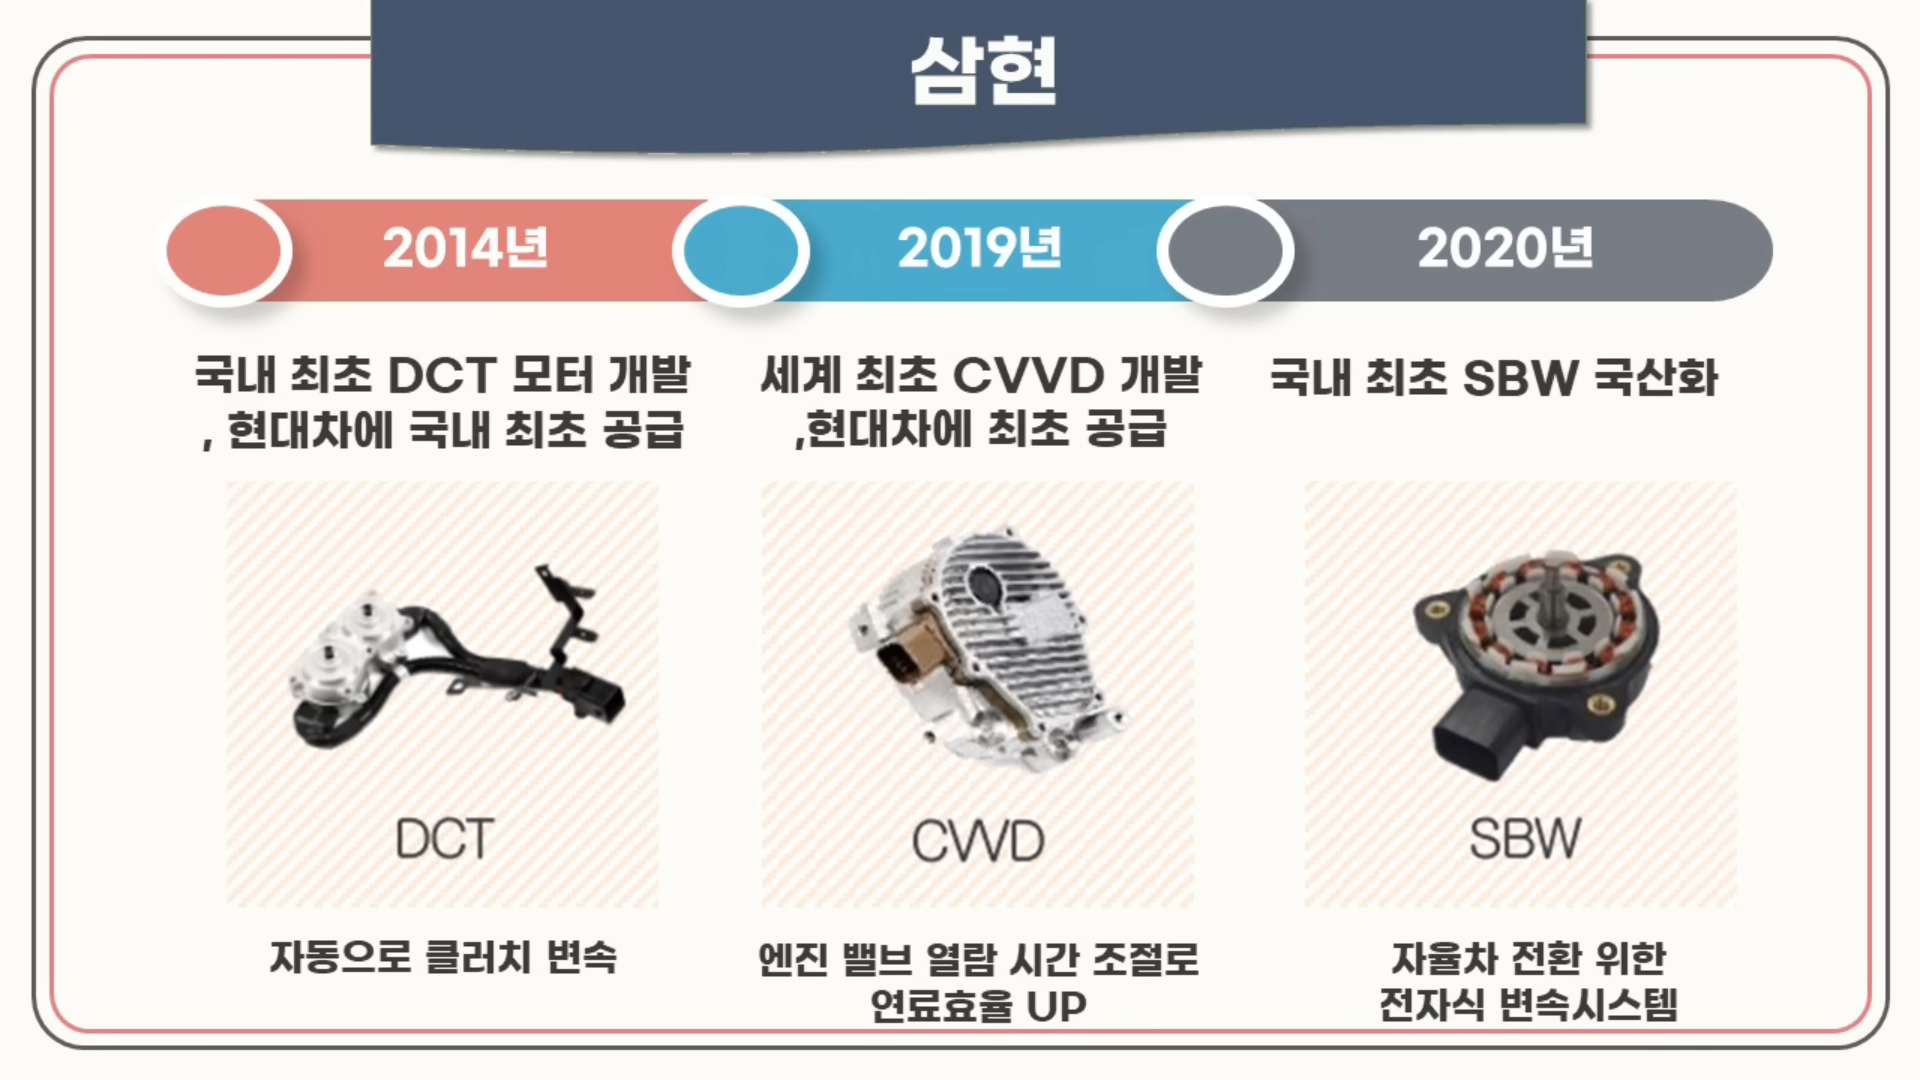 삼현
2014년
2019년
2020년
국내 최초 DCT 모터 개발
, 현대차에 국내 최초 공급
세계 최초 CVVD 개발
,현대차에 최초 공급
국내 최초 SBW 국산화
DCT
CVVD
SBW
자동으로 클러치 변속
엔진 밸브 열람 시간 조절로
연료효율 UP
자율차 전환 위한
전자식 변속시스템